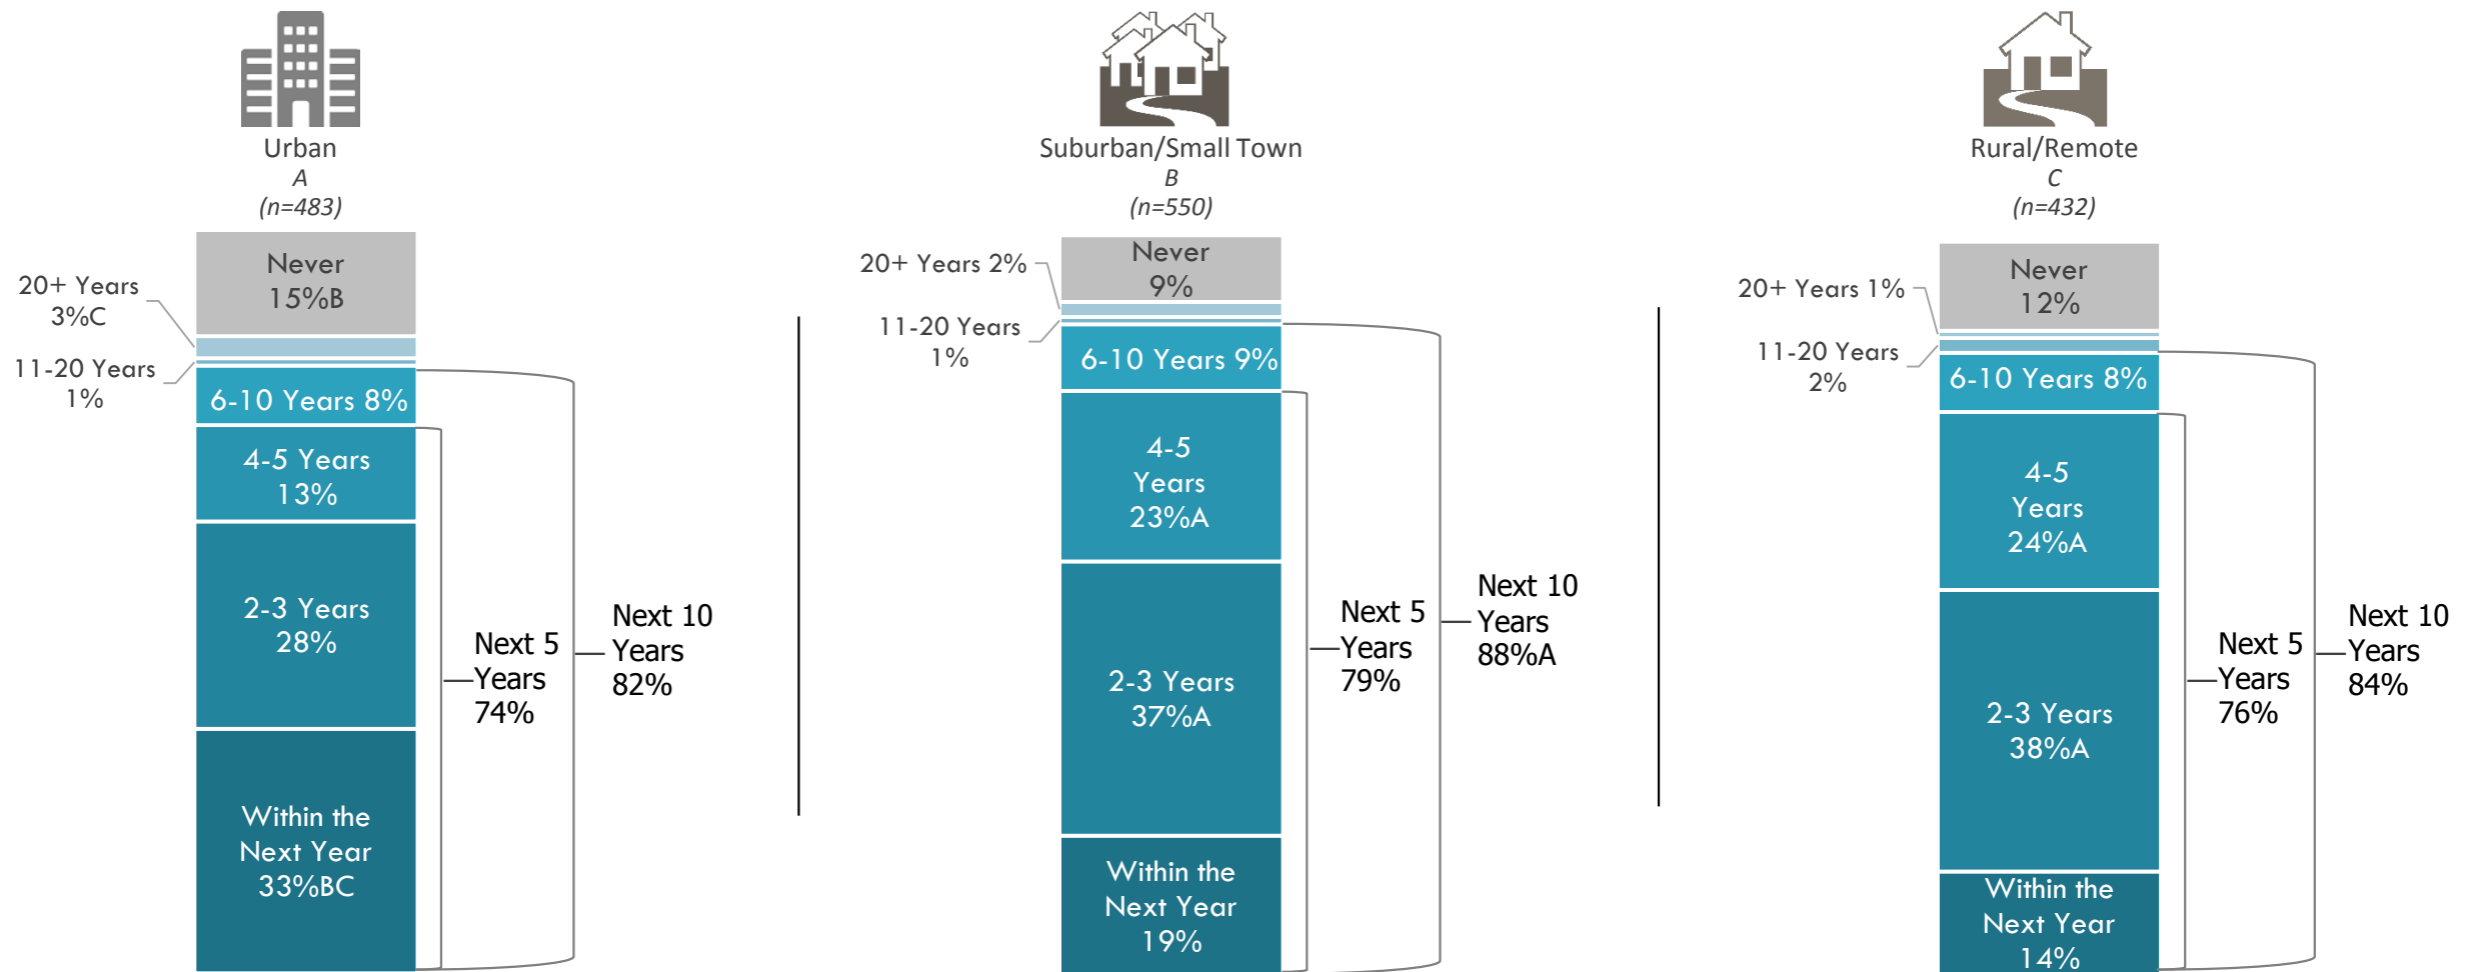 Urban
A
(n=483)
Never
15%B
20+ Years
3%C
11-20 Years
1%
6-10 Years 8%
4-5 Years
13%
2-3 Years
28%
Within the
Next Year
33%BC
Next 5
Years
74%
Next 10
Years
82%
Suburban/Small Town
B
(n=550)
Never
9%
20+ Years 2%
11-20 Years
1%
6-10 Years 9%
4-5
Years
23%A
2-3 Years
37%A
Within the
Next Year
19%
Next 5
Years
79%
Next 10
Years
88%A
Rural/Remote
C
(n=432)
Never
12%
20+ Years 1%
11-20 Years
2%
6-10 Years 8%
4-5
Years
24%A
2-3 Years
38%A
Within the
Next Year
14%
Next 5
Years
76%
Next 10
Years
84%